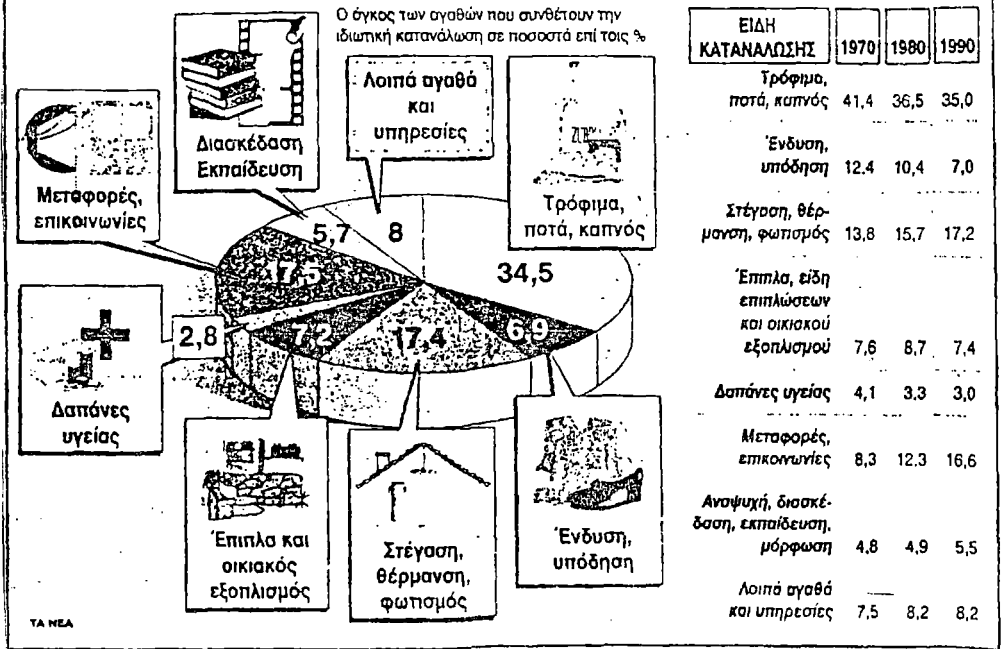 Ο όγκος των αγαθών που συνθέτουν την
ιδιωτική κατανάλωση σε ποσοστά επί τοις %
Διασκέδαση
Εκπαίδευση
Λοιπά αγαθά
και
υπηρεσίες
Τρόφιμα,
ποτά, καπνός
Μεταφορές,
επικοινωνίες
5,7
8
34,5
17,5
2,8
7,2
17,4
6,9
Δαπάνες
υγείας
Έπιπλα και
οικιακός
εξοπλισμός
Στέγαση,
θέρμανση,
φωτισμός
Ένδυση,
υπόδηση
ΤΑ ΝΕΑ
ΕΙΔΗ
ΚΑΤΑΝΑΛΩΣΗΣ 1970 1980 1990
Τρόφιμα,
ποτά, καπνός 41,4 36,5 35,0
Ένδυση,
υπόδηση 12.4 10,4 7,0
Στέγαση, θέρ-
μανση, φωτισμός 13,8 15,7 17,2
Έπιπλα, είδη
επιπλώσεων
και οικιακού
εξοπλισμού 7,6 8,7 7,4
Δαπάνες υγείας 4,1 3,3 3,0
Μεταφορές,
επικοινωνίες 8,3 12,3 16,6
Αναψυχή, διασκέ-
δαση, εκπαίδευση,
μόρφωση 4,8 4,9 5,5
Λοιπά αγαθά
και υπηρεσίες 7,5 8,2 8,2